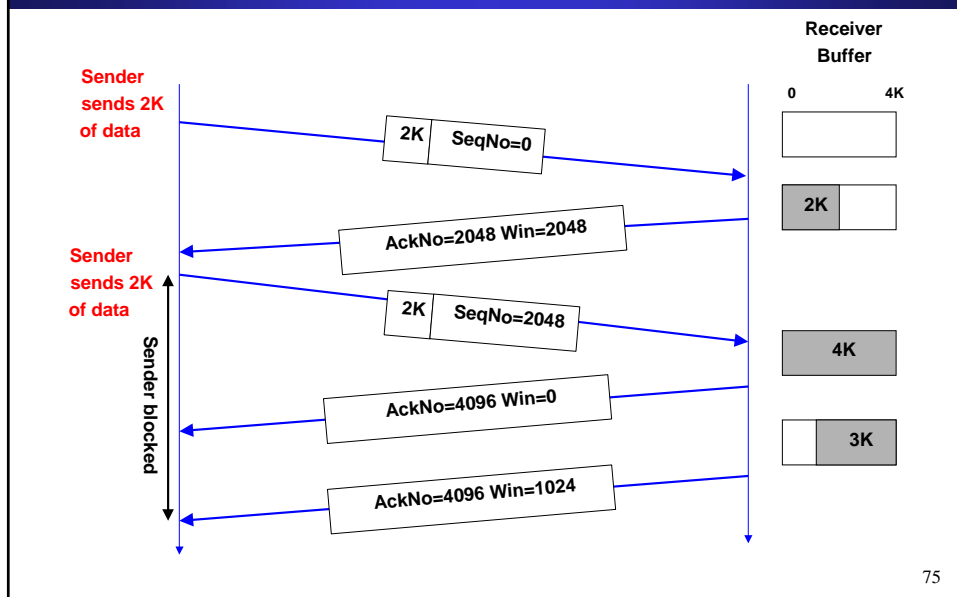 Receiver
Buffer
0 4K
Sender
sends 2K
of data
2K SeqNo=0
2K
AckNo=2048 Win=2048
Sender
sends 2K
of data
2K SeqNo=2048
4K
Sender blocked
AckNo=4096 Win=0
3K
AckNo=4096 Win=1024
75